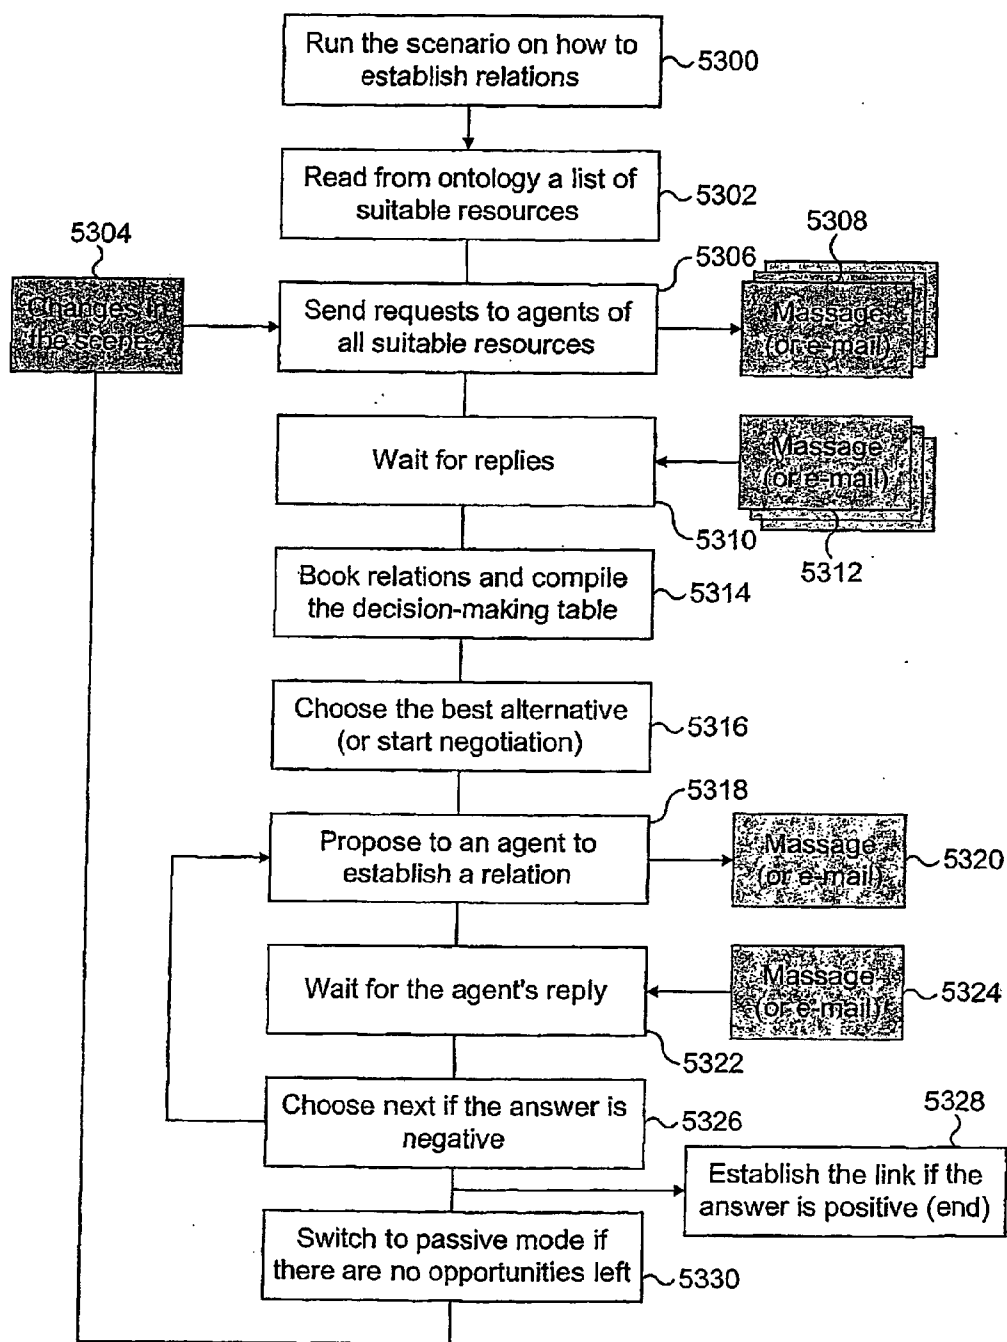 Run the scenario on how to
establish relations
5300
Read from ontology a list of
suitable resources
5302
5304
Changes in
the scene?
5306
Send requests to agents of
all suitable resources
5308
Massage
(or e-mail)
Wait for replies
5310
Massage
(or e-mail)
5312
Book relations and compile
the decision-making table
5314
Choose the best alternative
(or start negotiation)
5316
5318
Propose to an agent to
establish a relation
Massage
(or e-mail)
5320
Wait for the agent's reply
5322
Massage
(or e-mail)
5324
Choose next if the answer is
negative
5326
5328
Establish the link if the
answer is positive (end)
Switch to passive mode if
there are no opportunities left
5330